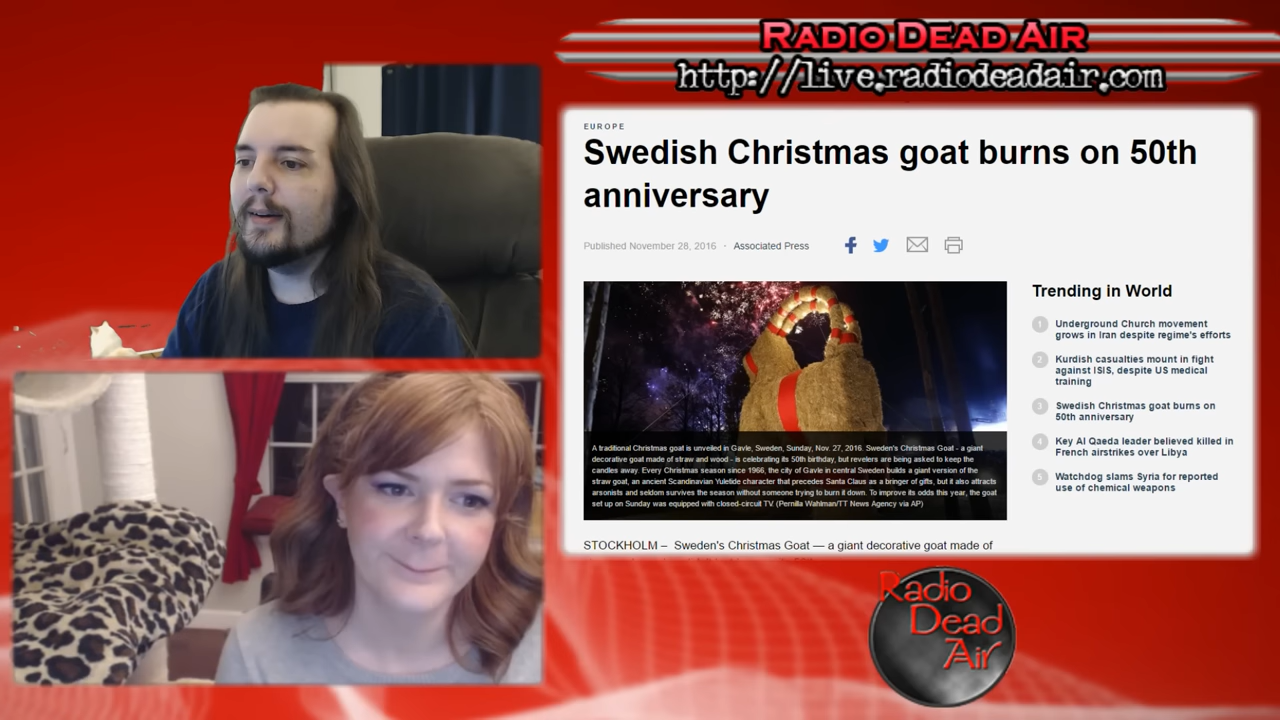 RADIO DEAD AIR
http://live.radiodeadair.com
EUROPE
Swedish Christmas goat burns on 50th
anniversary
Published November 28, 2016 · Associated Press
A traditional Christmas goat is unveiled in Gavle, Sweden, Sunday, Nov. 27, 2016. Sweden's Christmas Goat - a giant
decorative goat made of straw and wood - is celebrating its 50th birthday, but revelers are being asked to keep the
candles away. Every Christmas season since 1966, the city of Gavle in central Sweden builds a giant version of the
straw goat, an ancient Scandinavian Yuletide character that precedes Santa Claus as a bringer of gifts, but it also attracts
arsonists and seldom survives the season without someone trying to burn it down. To improve its odds this year, the goat
set up on Sunday was equipped with closed-circuit TV. (Pernilla Wahlman/TT News Agency via AP)
STOCKHOLM – Sweden's Christmas Goat — a giant decorative goat made of
Trending in World
1 Underground Church movement
grows in Iran despite regime's efforts
2 Kurdish casualties mount in fight
against ISIS, despite US medical
training
3 Swedish Christmas goat burns on
50th anniversary
4 Key Al Qaeda leader believed killed in
French airstrikes over Libya
5 Watchdog slams Syria for reported
use of chemical weapons
Radio
Dead
Air